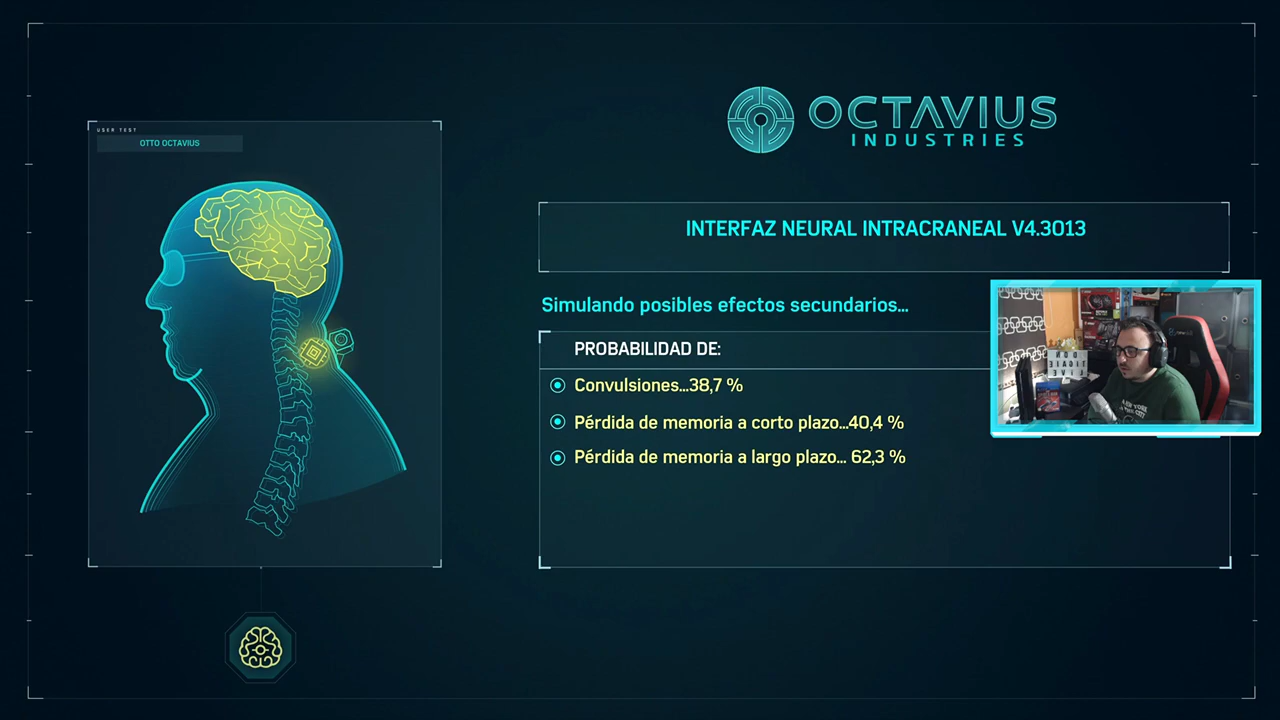 USER TEST
OTTO OCTAVIUS
OCTAVIUS
INDUSTRIES
INTERFAZ NEURAL INTRACRANEAL V4.3013
Simulando posibles efectos secundarios...
PROBABILIDAD DE:
Convulsiones...38,7 %
Pérdida de memoria a corto plazo...40,4 %
Pérdida de memoria a largo plazo... 62,3 %